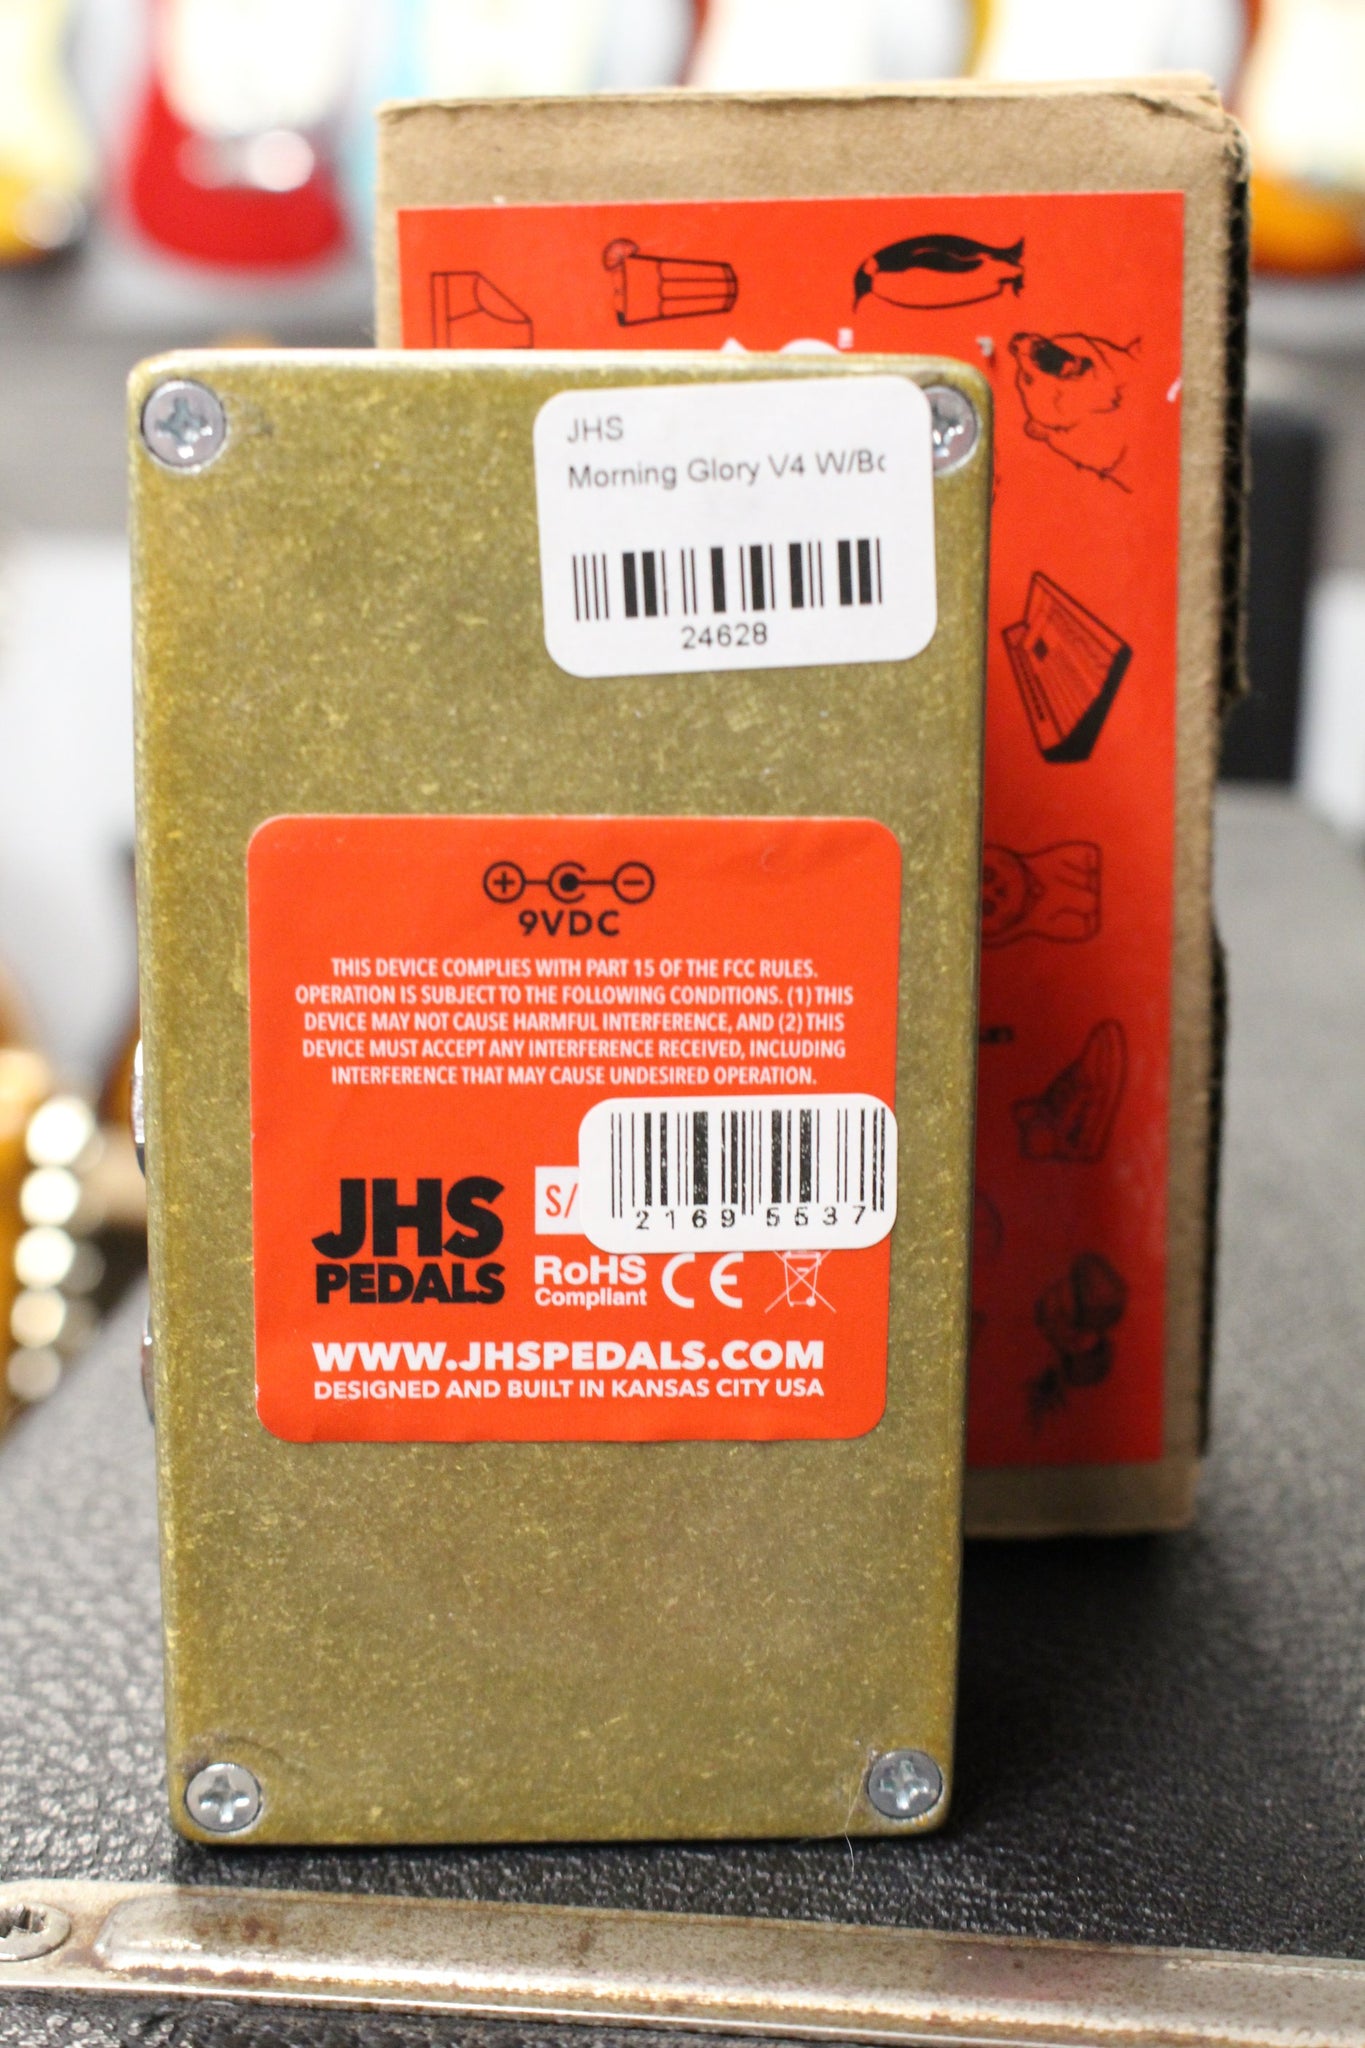 JHS
Morning Glory V4 W/Bo
24628
9VDC
THIS DEVICE COMPLIES WITH PART 15 OF THE FCC RULES.
OPERATION IS SUBJECT TO THE FOLLOWING CONDITIONS. (1) THIS
DEVICE MAY NOT CAUSE HARMFUL INTERFERENCE, AND (2) THIS
DEVICE MUST ACCEPT ANY INTERFERENCE RECEIVED, INCLUDING
INTERFERENCE THAT MAY CAUSE UNDESIRED OPERATION.
21695537
S/
JHS
PEDALS
RoHS
Compliant
CE
WWW.JHSPEDALS.COM
DESIGNED AND BUILT IN KANSAS CITY USA